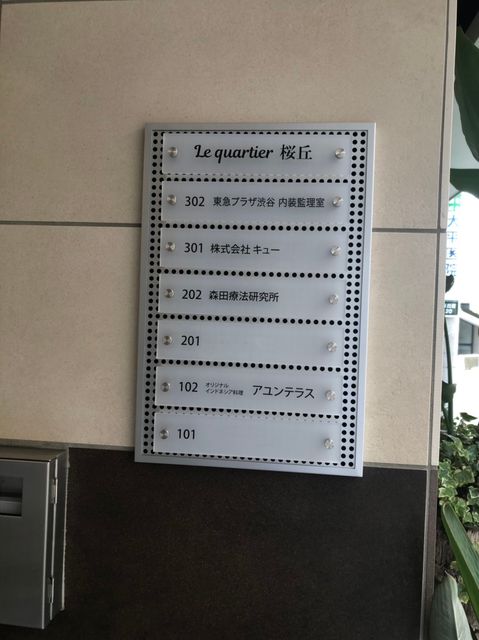 Le quartier 桜丘
302 東急プラザ渋谷 内装監理室
301 株式会社 キュー
202 森田療法研究所
201
102 オリジナル インドネシア料理 アユンテラス
101